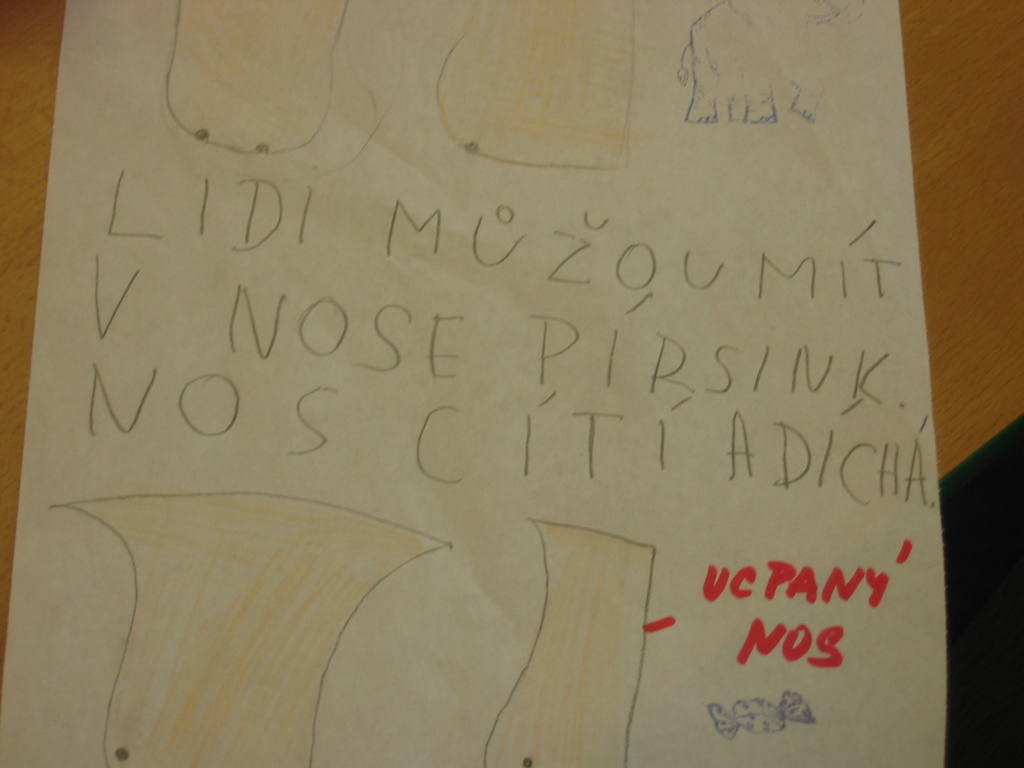 LIDI MŮŽOU MÍT
V NOSE PÍRSINK.
NOS CÍTÍ A DÍCHÁ.
UCPANÝ
NOS